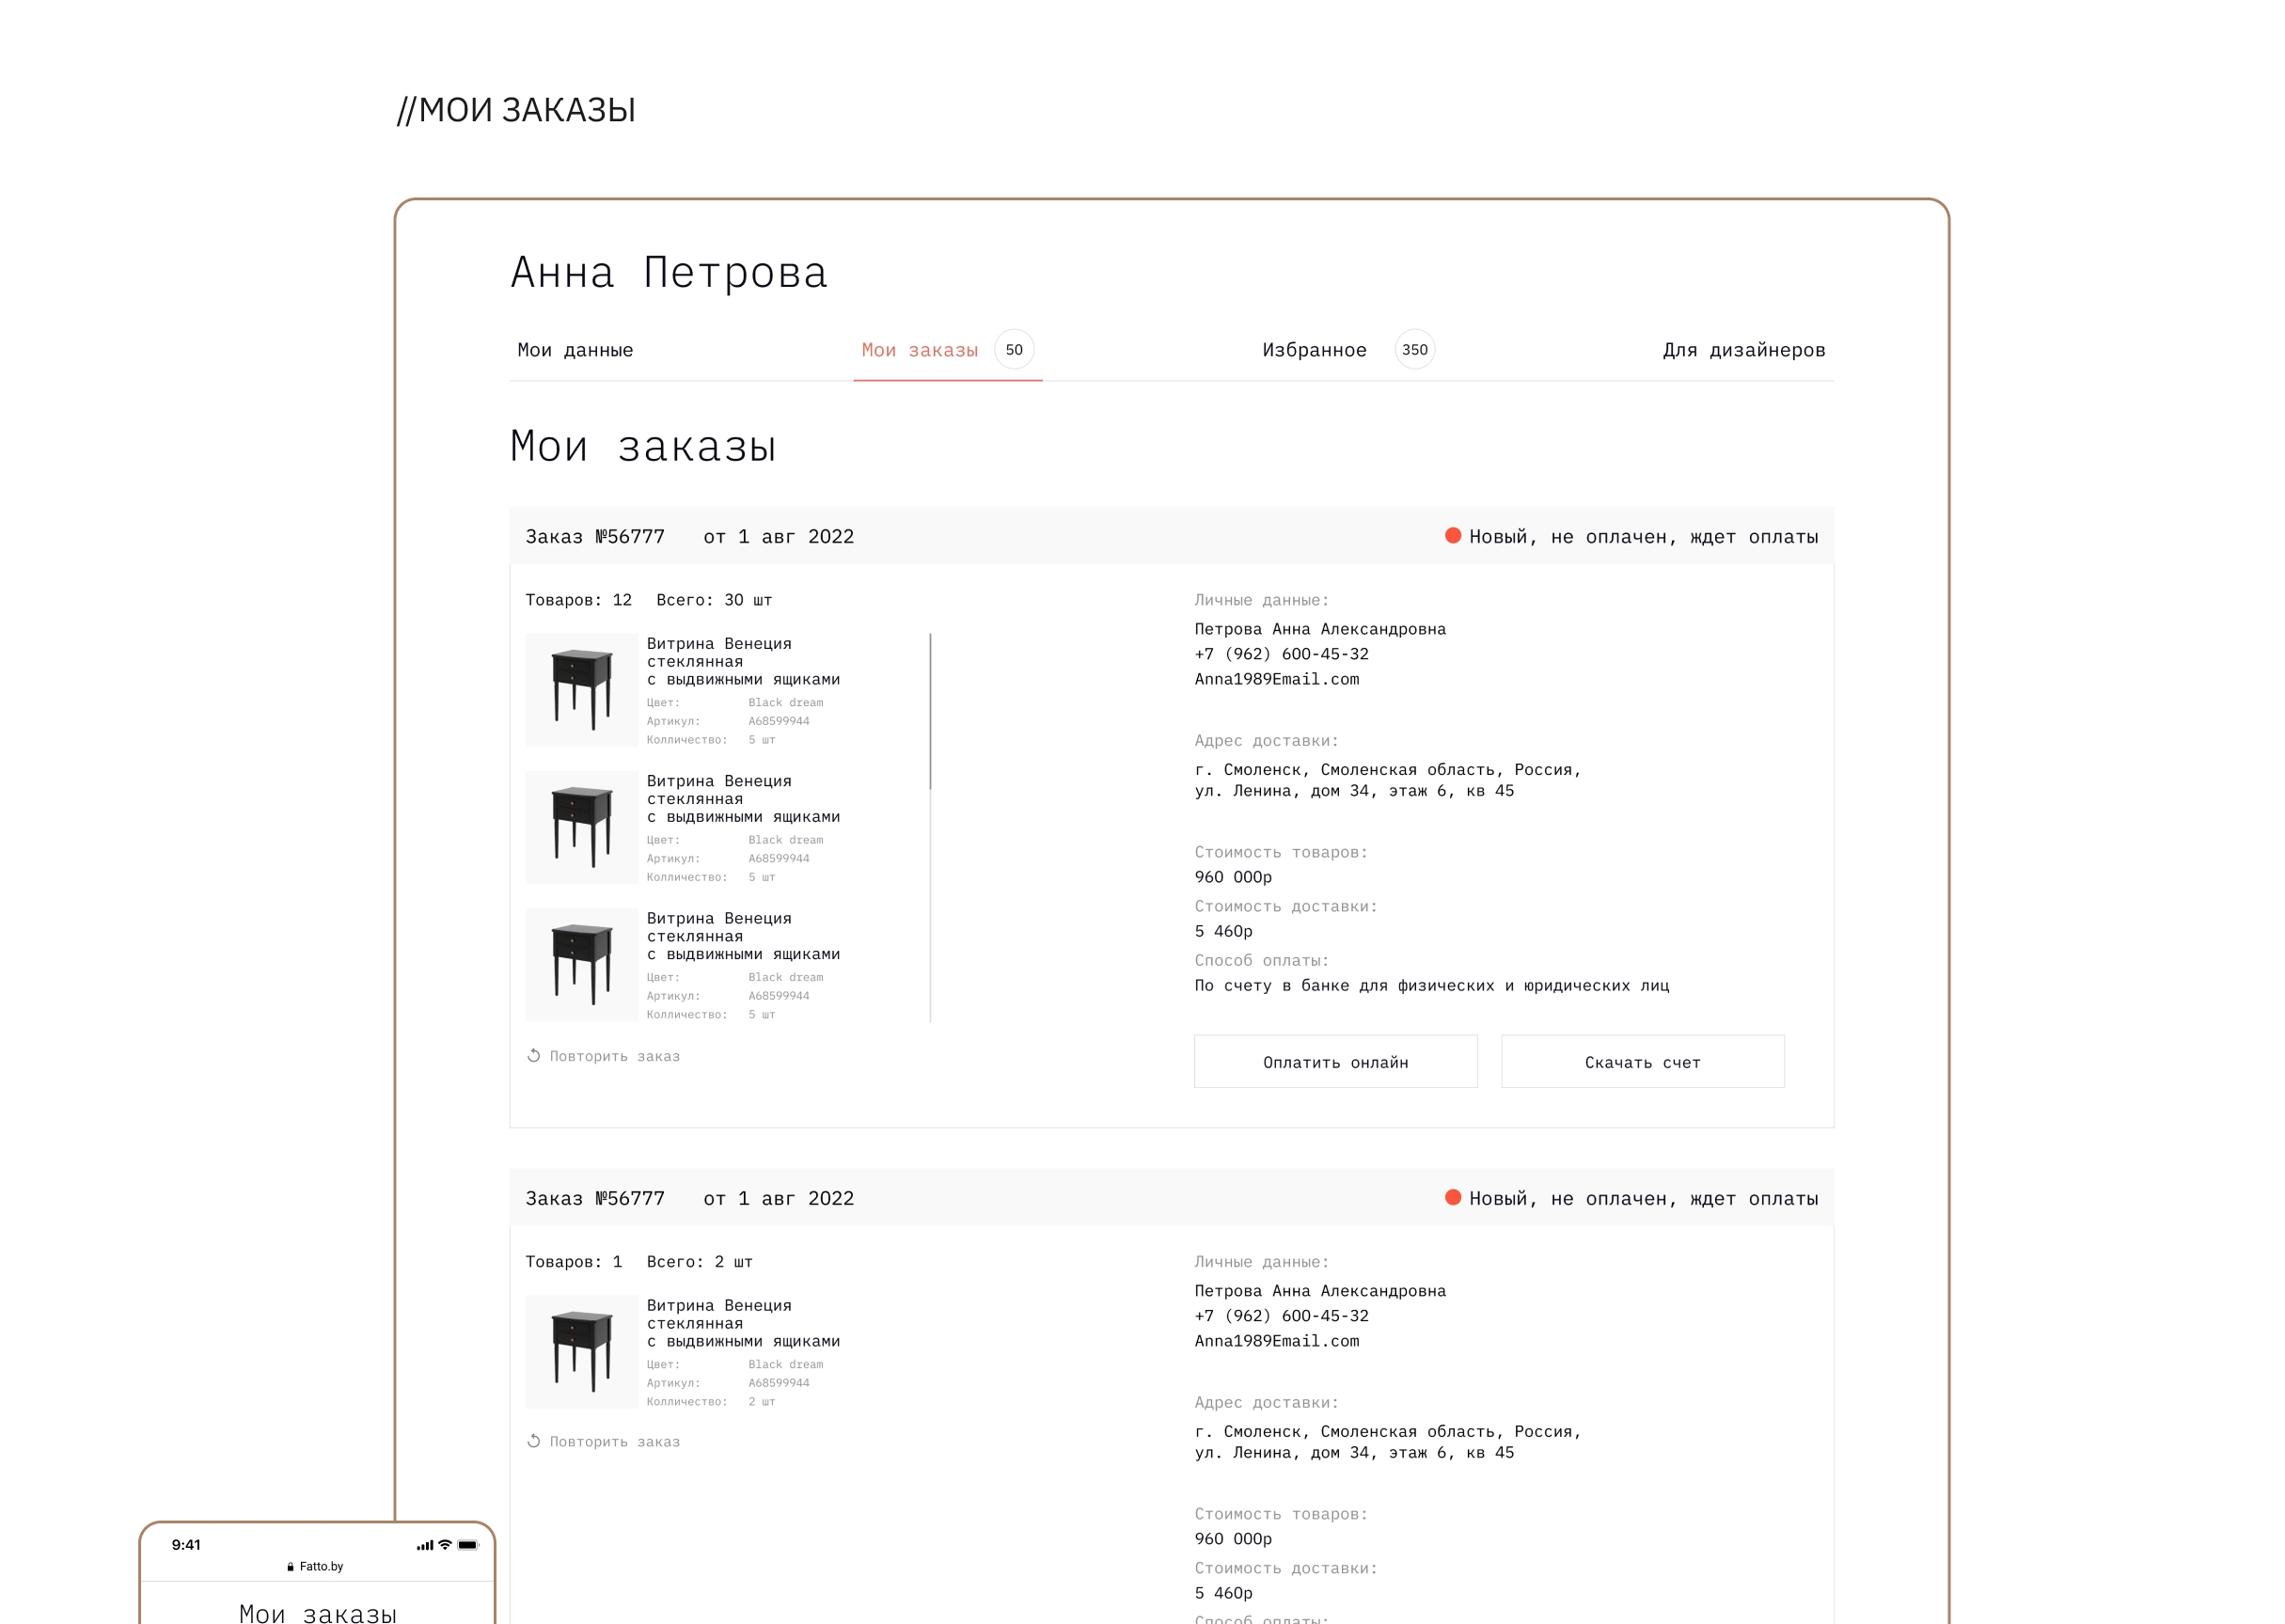 //МОИ ЗАКАЗЫ
Анна Петрова
Мои данные
Мои заказы 50
Избранное 350
Для дизайнеров
Мои заказы
Заказ №56777 от 1 авг 2022
Новый, не оплачен, ждет оплаты
Товаров: 12 Всего: 30 шт
Витрина Венеция
стеклянная
с выдвижными ящиками
Цвет: Black dream
Артикул: A68599944
Колличество: 5 шт
Витрина Венеция
стеклянная
с выдвижными ящиками
Цвет: Black dream
Артикул: A68599944
Колличество: 5 шт
Витрина Венеция
стеклянная
с выдвижными ящиками
Цвет: Black dream
Артикул: A68599944
Колличество: 5 шт
Повторить заказ
Личные данные:
Петрова Анна Александровна
+7 (962) 600-45-32
Anna1989Email.com
Адрес доставки:
г. Смоленск, Смоленская область, Россия,
ул. Ленина, дом 34, этаж 6, кв 45
Стоимость товаров:
960 000р
Стоимость доставки:
5 460р
Способ оплаты:
По счету в банке для физических и юридических лиц
Оплатить онлайн
Скачать счет
Заказ №56777 от 1 авг 2022
Новый, не оплачен, ждет оплаты
Товаров: 1 Всего: 2 шт
Витрина Венеция
стеклянная
с выдвижными ящиками
Цвет: Black dream
Артикул: A68599944
Колличество: 2 шт
Повторить заказ
Личные данные:
Петрова Анна Александровна
+7 (962) 600-45-32
Anna1989Email.com
Адрес доставки:
г. Смоленск, Смоленская область, Россия,
ул. Ленина, дом 34, этаж 6, кв 45
Стоимость товаров:
960 000р
Стоимость доставки:
5 460р
Способ оплаты:
9:41
Fatto.by
Мои заказы